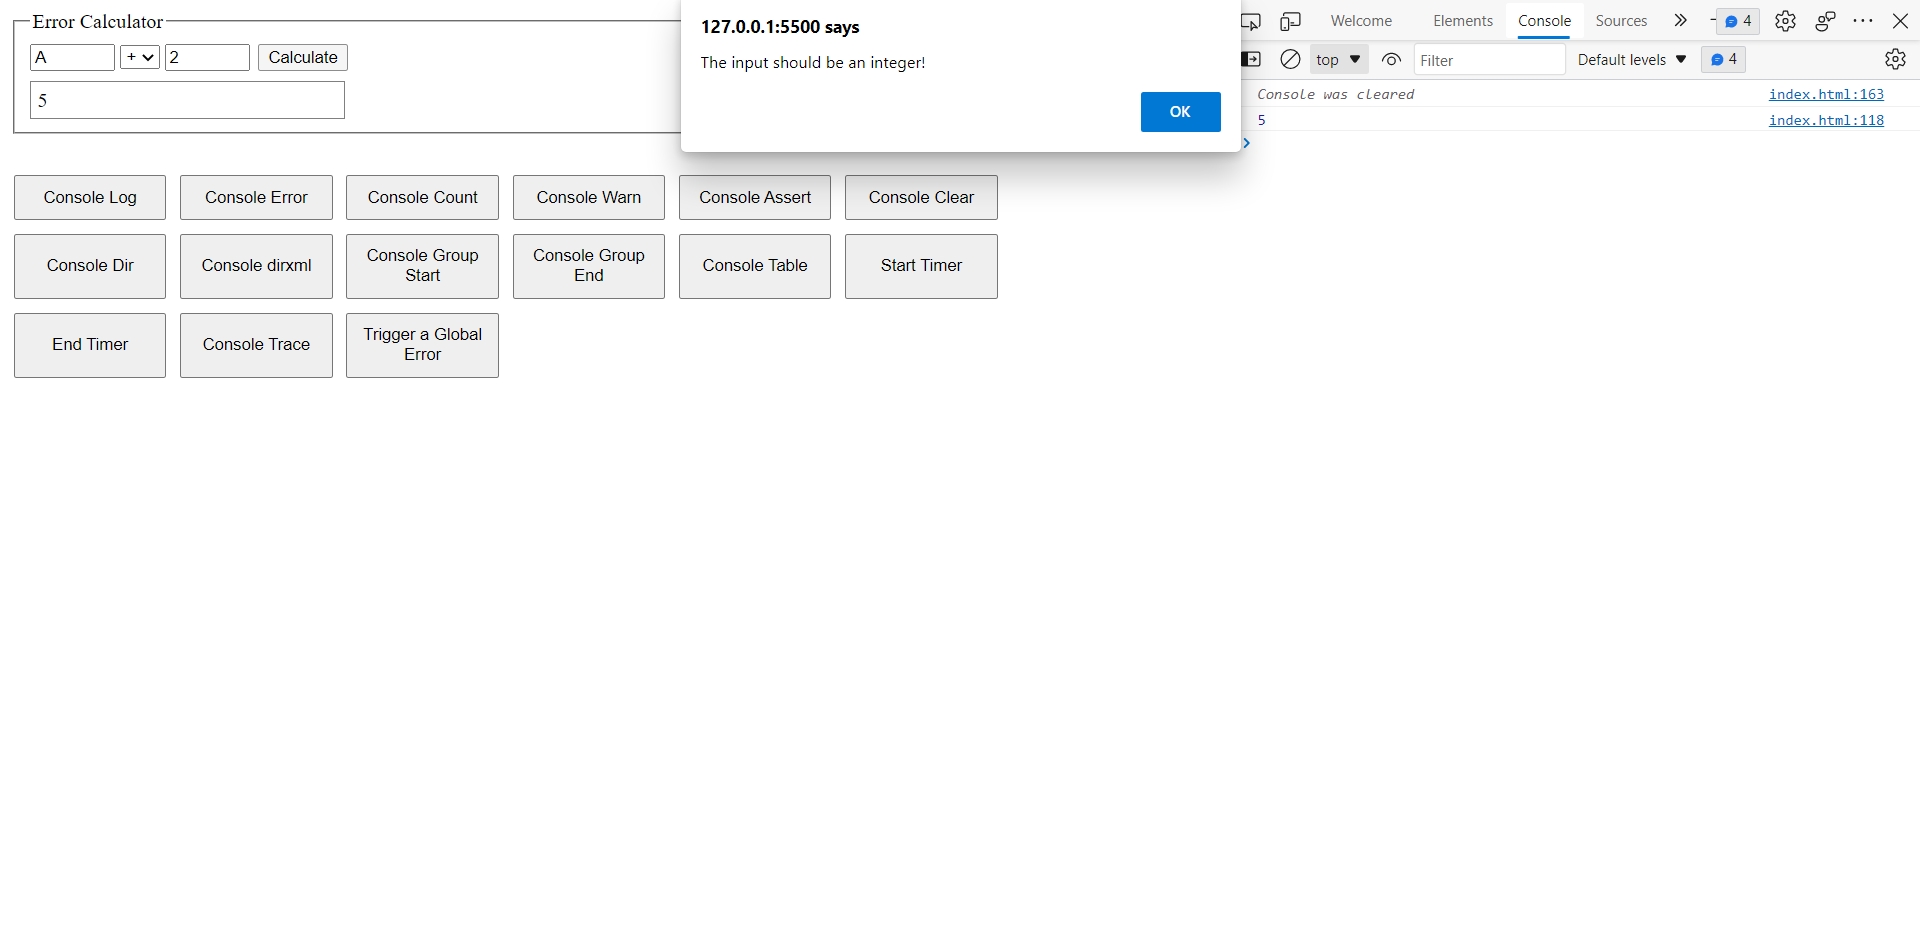 Error Calculator
A + 2 Calculate
5
127.0.0.1:5500 says
The input should be an integer!
OK
Welcome Elements Console Sources 4
top Filter Default levels 4
Console was cleared index.html:163
5 index.html:118
Console Log Console Error Console Count Console Warn Console Assert Console Clear
Console Dir Console dirxml Console Group Start Console Group End Console Table Start Timer
End Timer Console Trace Trigger a Global Error